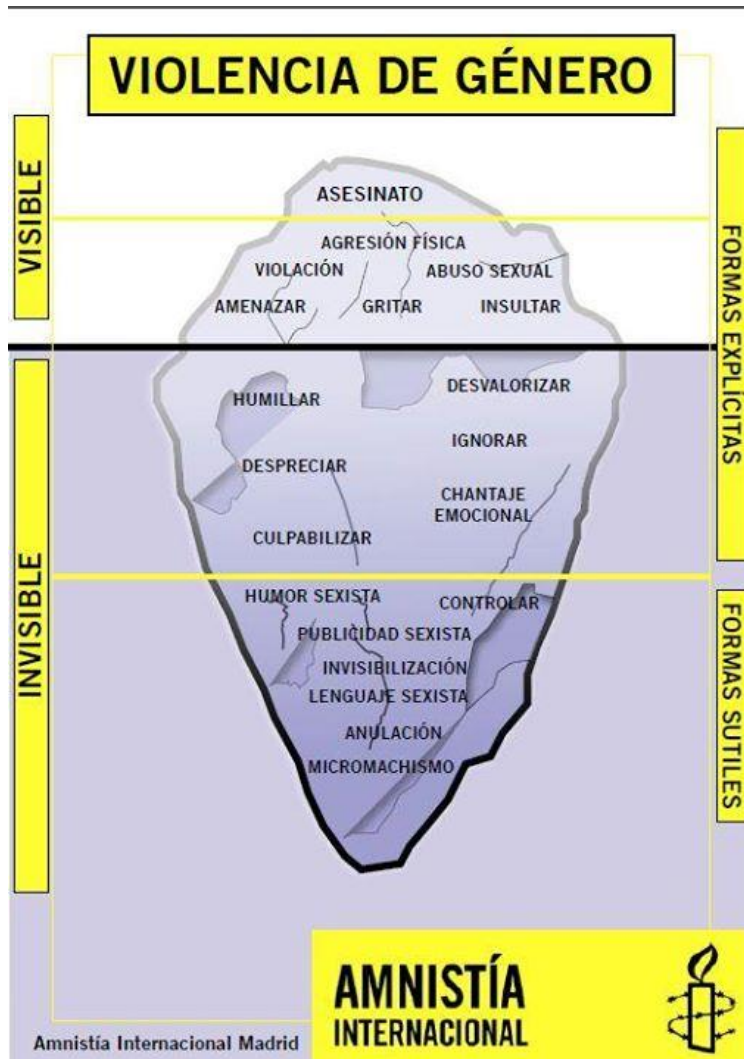 VIOLENCIA DE GÉNERO
VISIBLE
ASESINATO
AGRESIÓN FÍSICA
VIOLACIÓN
ABUSO SEXUAL
AMENAZAR
GRITAR
INSULTAR
FORMAS EXPLÍCITAS
INVISIBLE
HUMILLAR
DESVALORIZAR
IGNORAR
DESPRECIAR
CHANTAJE
EMOCIONAL
CULPABILIZAR
HUMOR SEXISTA
CONTROLAR
PUBLICIDAD SEXISTA
INVISIBILIZACIÓN
LENGUAJE SEXISTA
ANULACIÓN
MICROMACHISMO
FORMAS SUTILES
AMNISTÍA
INTERNACIONAL
Amnistía Internacional Madrid